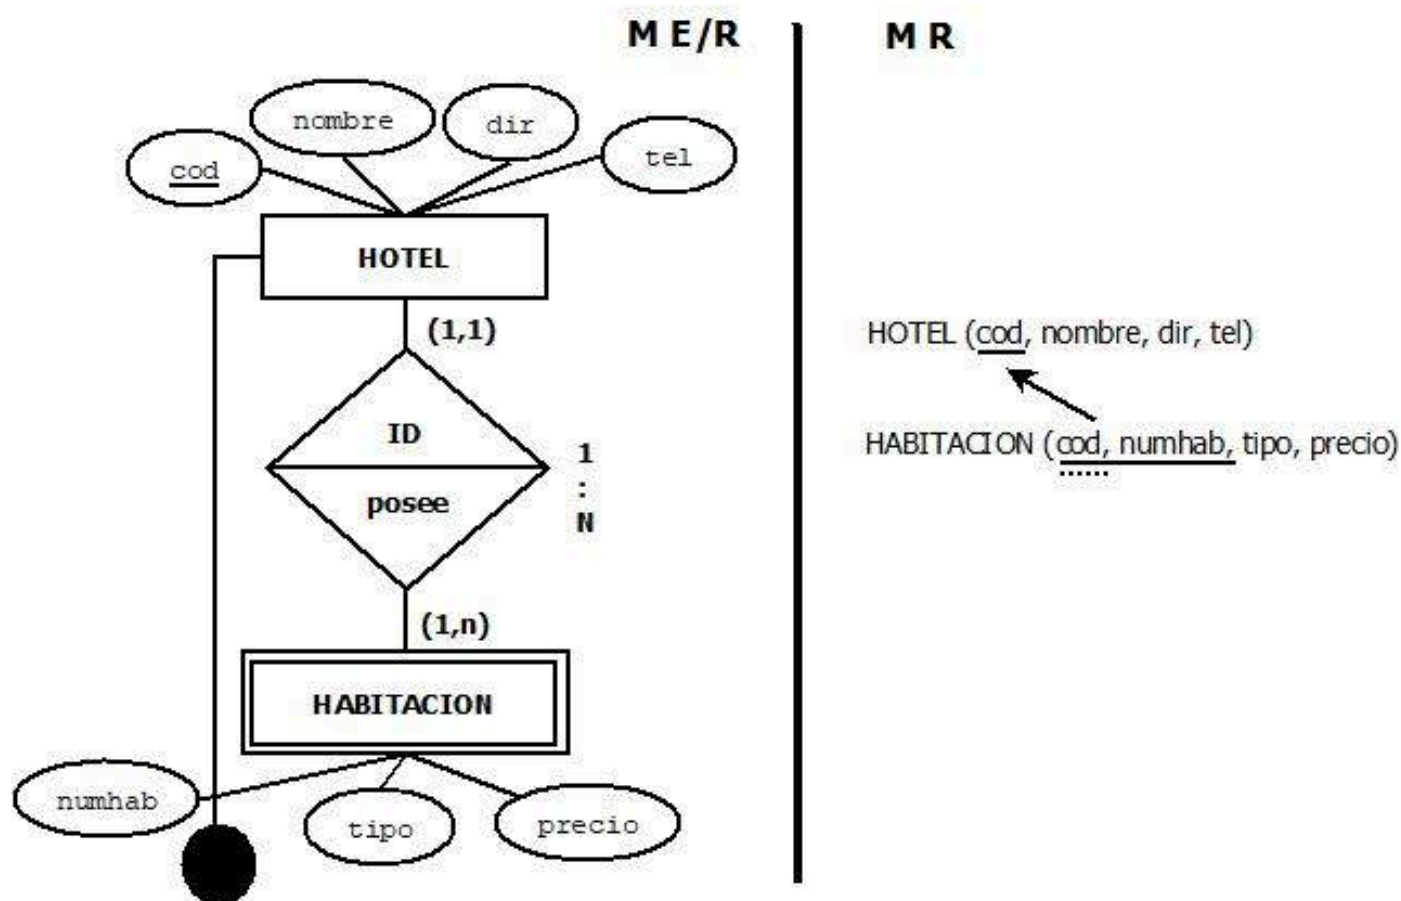 M E/R
M R
nombre
dir
cod
tel
HOTEL
(1,1)
ID
posee
1
:
N
(1,n)
HABITACION
numhab
tipo
precio
HOTEL (cod, nombre, dir, tel)
HABITACION (cod, numhab, tipo, precio)